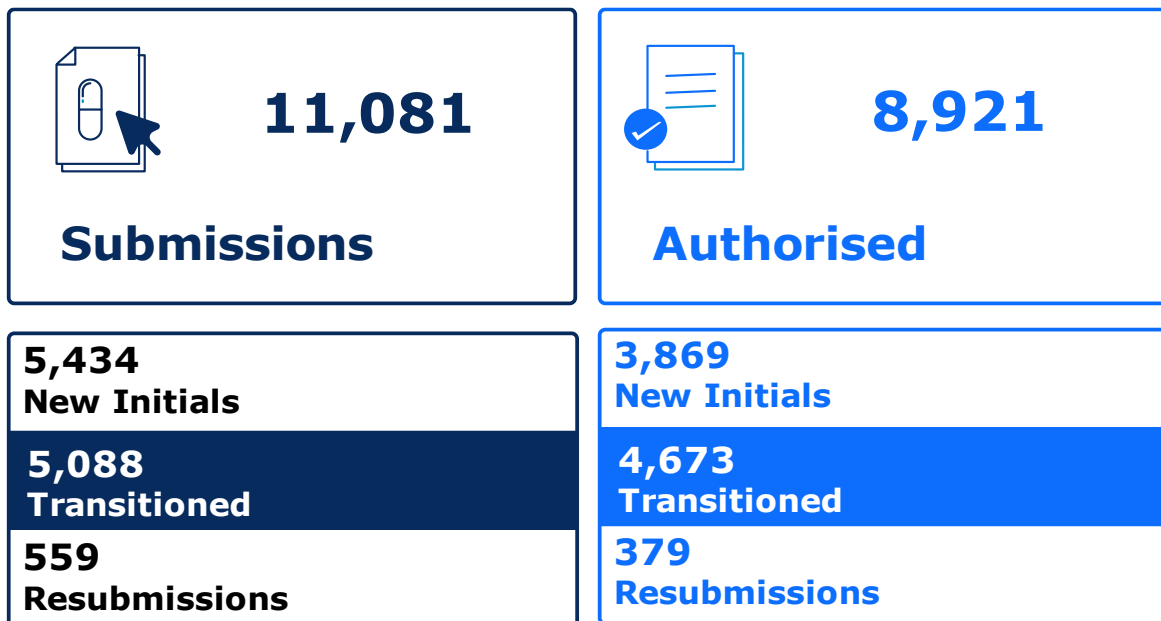 11,081
Submissions
8,921
Authorised
5,434
New Initials
5,088
Transitioned
559
Resubmissions
3,869
New Initials
4,673
Transitioned
379
Resubmissions